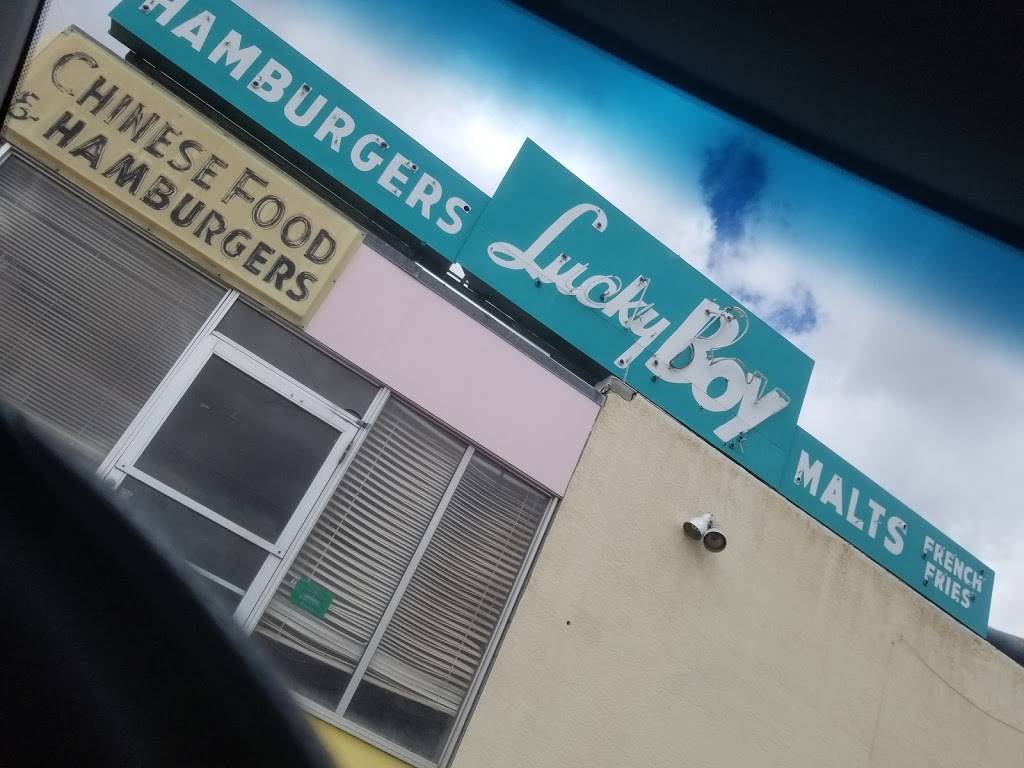 HAMBURGERS
Lucky Boy
MALTS
FRENCH
FRIES
CHINESE FOOD
& HAMBURGERS